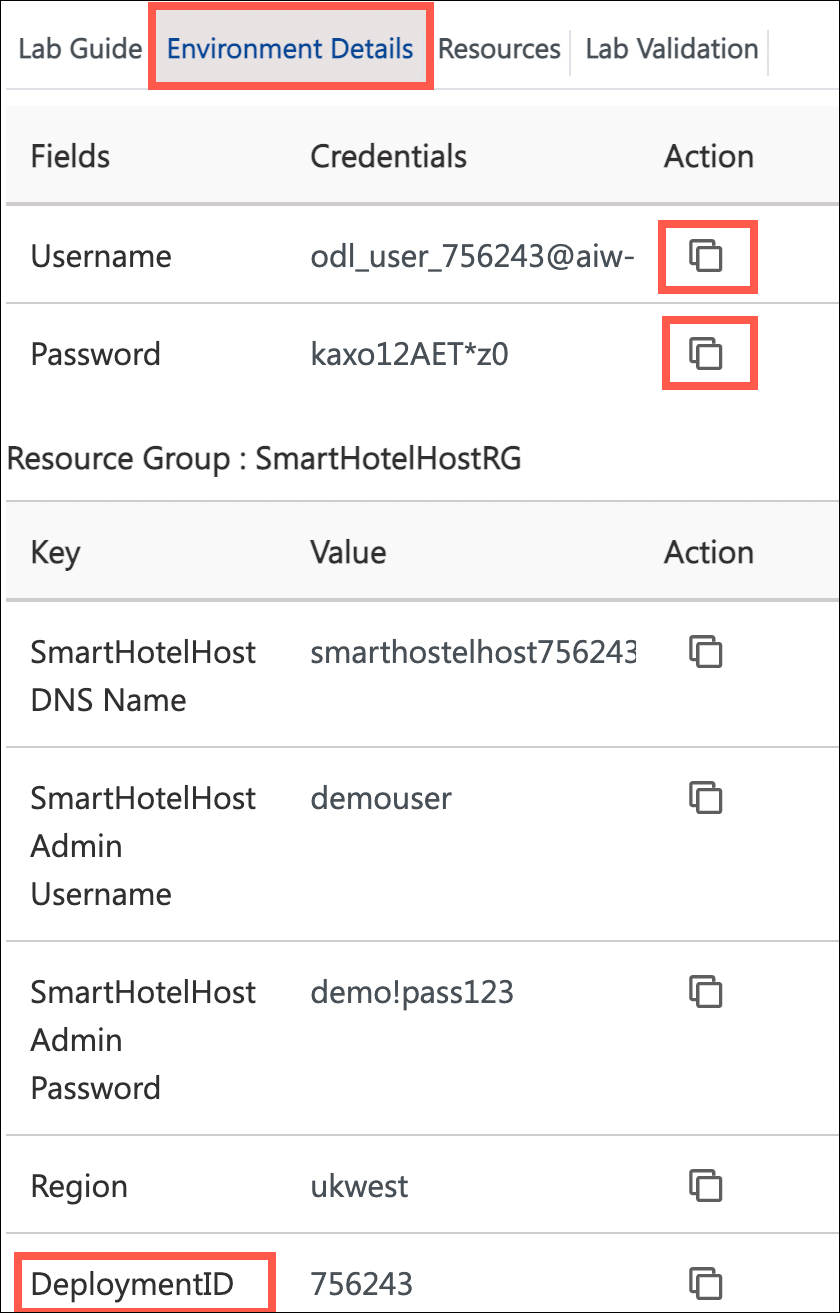 Lab Guide Environment Details Resources Lab Validation
Fields Credentials Action
Username odl_user_756243@aiw-
Password kaxo12AET*z0
Resource Group : SmartHotelHostRG
Key Value Action
SmartHotelHost smarthostelhost756243
DNS Name
SmartHotelHost demouser
Admin
Username
SmartHotelHost demo!pass123
Admin
Password
Region ukwest
DeploymentID 756243